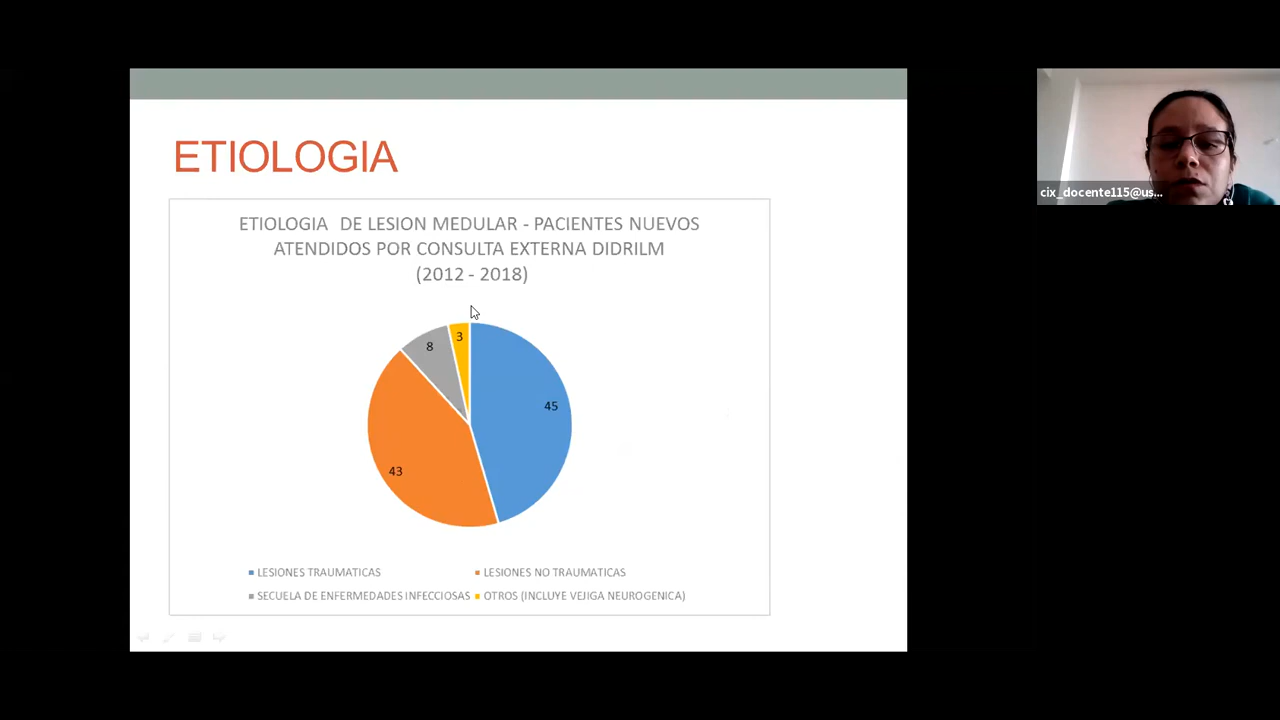 ETIOLOGIA
ETIOLOGIA DE LESION MEDULAR - PACIENTES NUEVOS
ATENDIDOS POR CONSULTA EXTERNA DIDRILM
(2012 - 2018)
3
8
45
43
LESIONES TRAUMATICAS
LESIONES NO TRAUMATICAS
SECUELA DE ENFERMEDADES INFECCIOSAS
OTROS (INCLUYE VEJIGA NEUROGENICA)
cix_docente115@us...